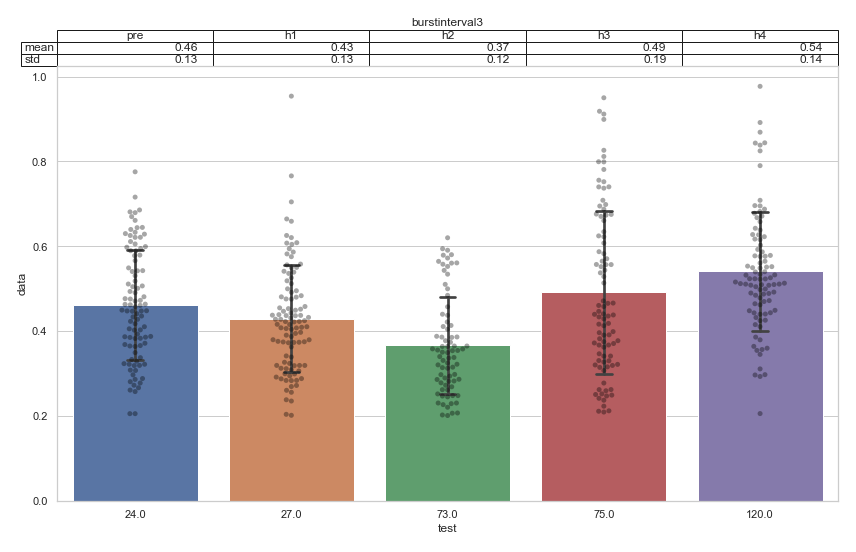 burstinterval3
pre h1 h2 h3 h4
mean 0.46 0.43 0.37 0.49 0.54
std 0.13 0.13 0.12 0.19 0.14
1.0
0.8
0.6
0.4
0.2
0.0
data
24.0 27.0 73.0 75.0 120.0
test